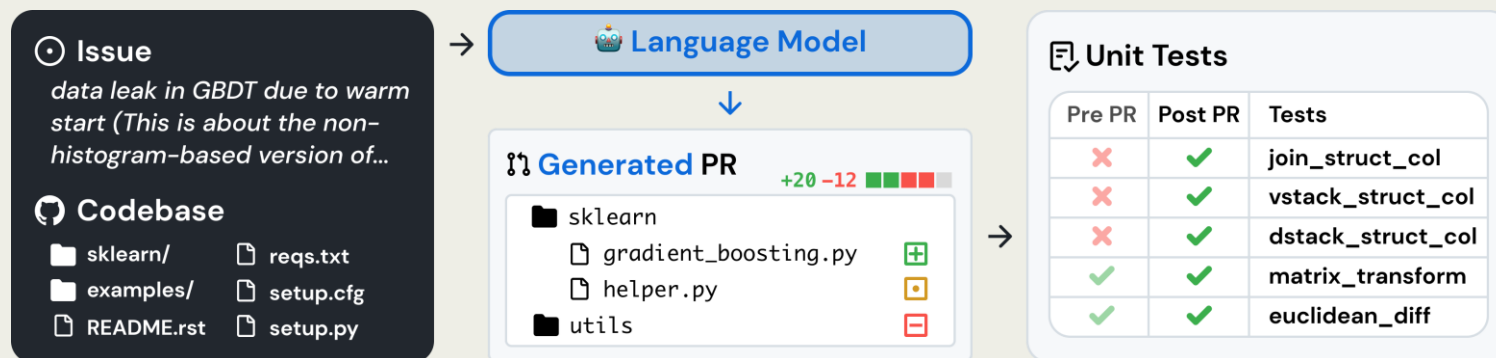 Issue
data leak in GBDT due to warm
start (This is about the non-
histogram-based version of...
Codebase
sklearn/
reqs.txt
examples/
setup.cfg
README.rst
setup.py
Language Model
Generated PR
+20 -12
sklearn
gradient_boosting.py
helper.py
utils
Unit Tests
Pre PR Post PR Tests
join_struct_col
vstack_struct_col
dstack_struct_col
matrix_transform
euclidean_diff